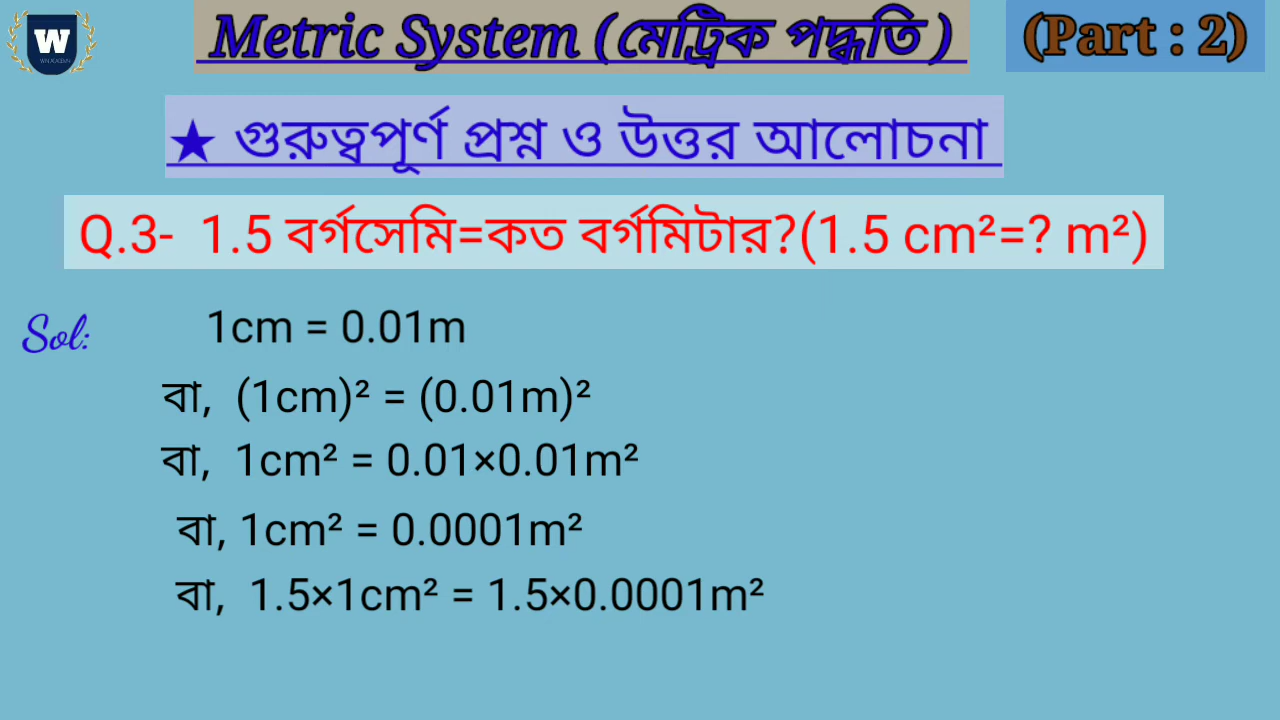 W
Metric System (মেট্রিক পদ্ধতি )
(Part : 2)
★ গুরুত্বপূর্ণ প্রশ্ন ও উত্তর আলোচনা
Q.3- 1.5 বর্গসেমি=কত বর্গমিটার?(1.5 cm²=? m²)
Sol: 1cm = 0.01m
বা, (1cm)² = (0.01m)²
বা, 1cm² = 0.01×0.01m²
বা, 1cm² = 0.0001m²
বা, 1.5×1cm² = 1.5×0.0001m²